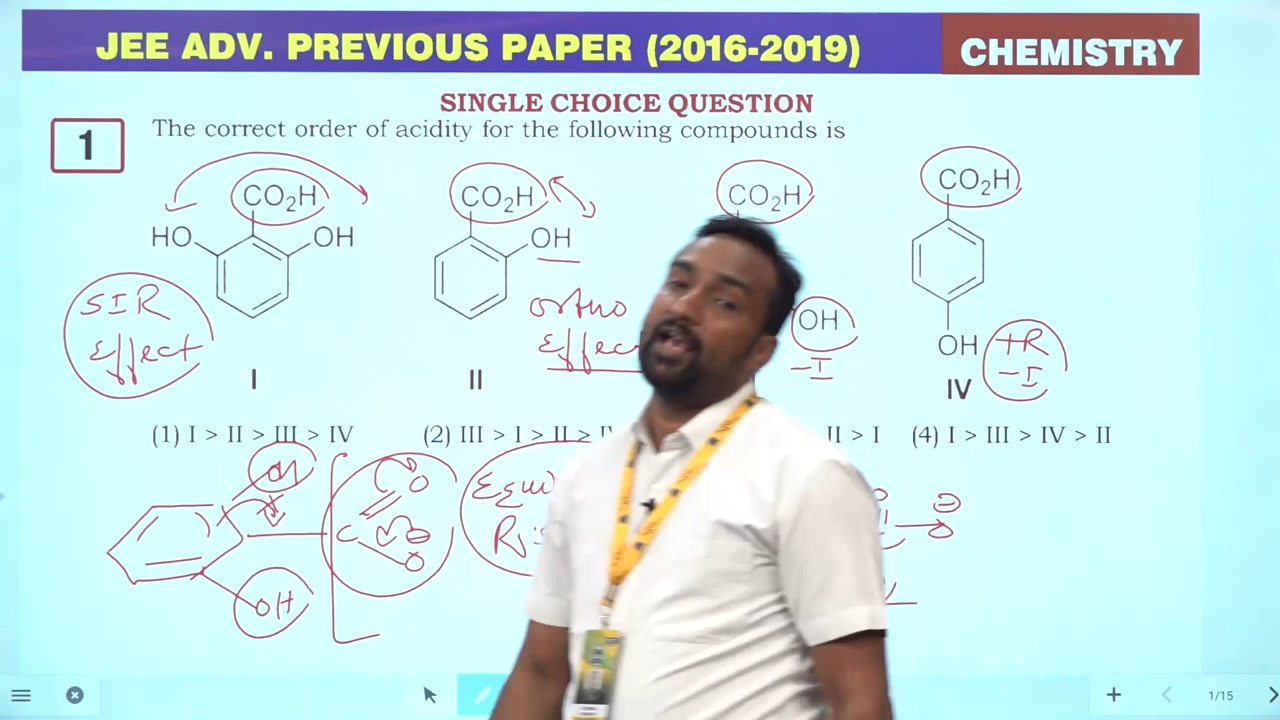 JEE ADV. PREVIOUS PAPER (2016-2019)
CHEMISTRY
SINGLE CHOICE QUESTION
1
The correct order of acidity for the following compounds is
CO₂H
HO
OH
I
CO₂H
OH
II
CO₂H
OH
CO₂H
OH
IV
SIR
Effect
ortho
-I
+R
-I
(1) I > II > III > IV
(2) III > I > II >
II > I
(4) I > III > IV > II
OH
OH
C
O
O
1/15